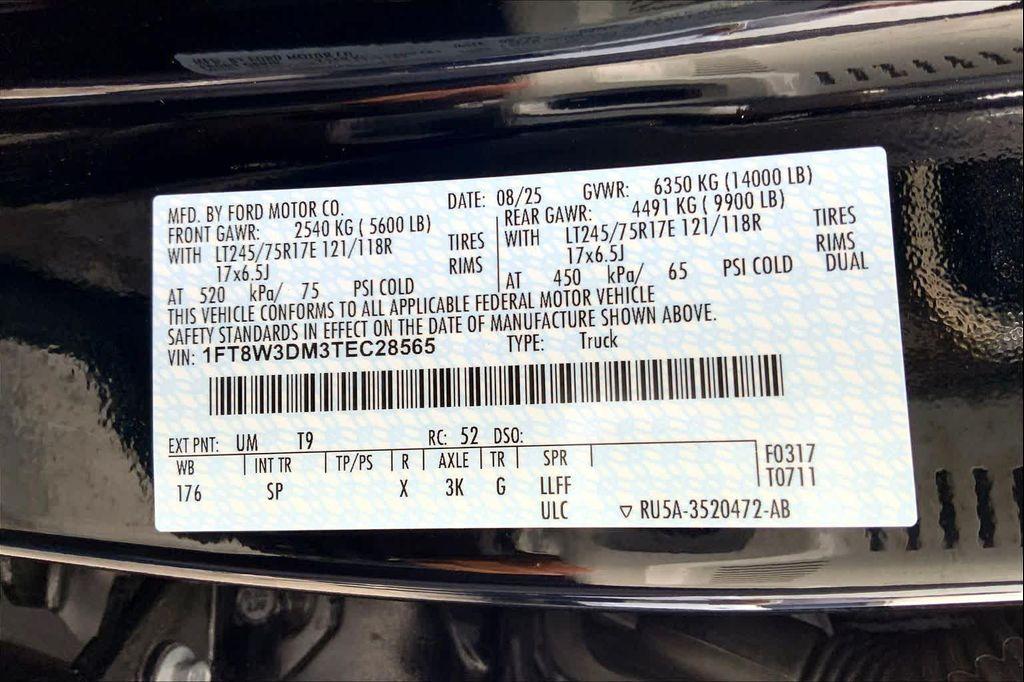 MFD. BY FORD MOTOR CO.
DATE: 08/25 GVWR: 6350 KG (14000 LB)
FRONT GAWR: 2540 KG ( 5600 LB)
WITH LT245/75R17E 121/118R TIRES
17x6.5J RIMS
AT 520 kPa/ 75 PSI COLD
REAR GAWR: 4491 KG ( 9900 LB)
WITH LT245/75R17E 121/118R TIRES
17x6.5J RIMS
AT 450 kPa/ 65 PSI COLD DUAL
THIS VEHICLE CONFORMS TO ALL APPLICABLE FEDERAL MOTOR VEHICLE
SAFETY STANDARDS IN EFFECT ON THE DATE OF MANUFACTURE SHOWN ABOVE.
VIN: 1FT8W3DM3TEC28565 TYPE: Truck
EXT PNT: UM T9 RC: 52 DSO:
WB INT TR TP/PS R AXLE TR SPR F0317
176 SP X 3K G LLFF T0711
ULC ▽ RU5A-3520472-AB